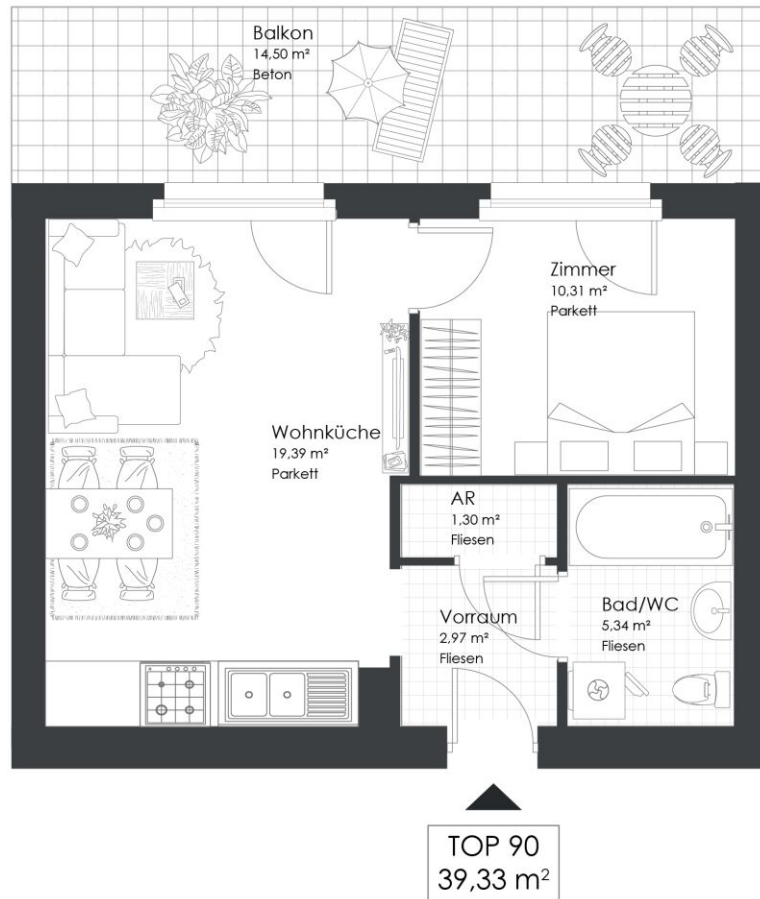 Balkon
14,50 m²
Beton
Zimmer
10,31 m²
Parkett
Wohnküche
19,39 m²
Parkett
AR
1,30 m²
Fliesen
Vorraum
2,97 m²
Fliesen
Bad/WC
5,34 m²
Fliesen
TOP 90
39,33 m²